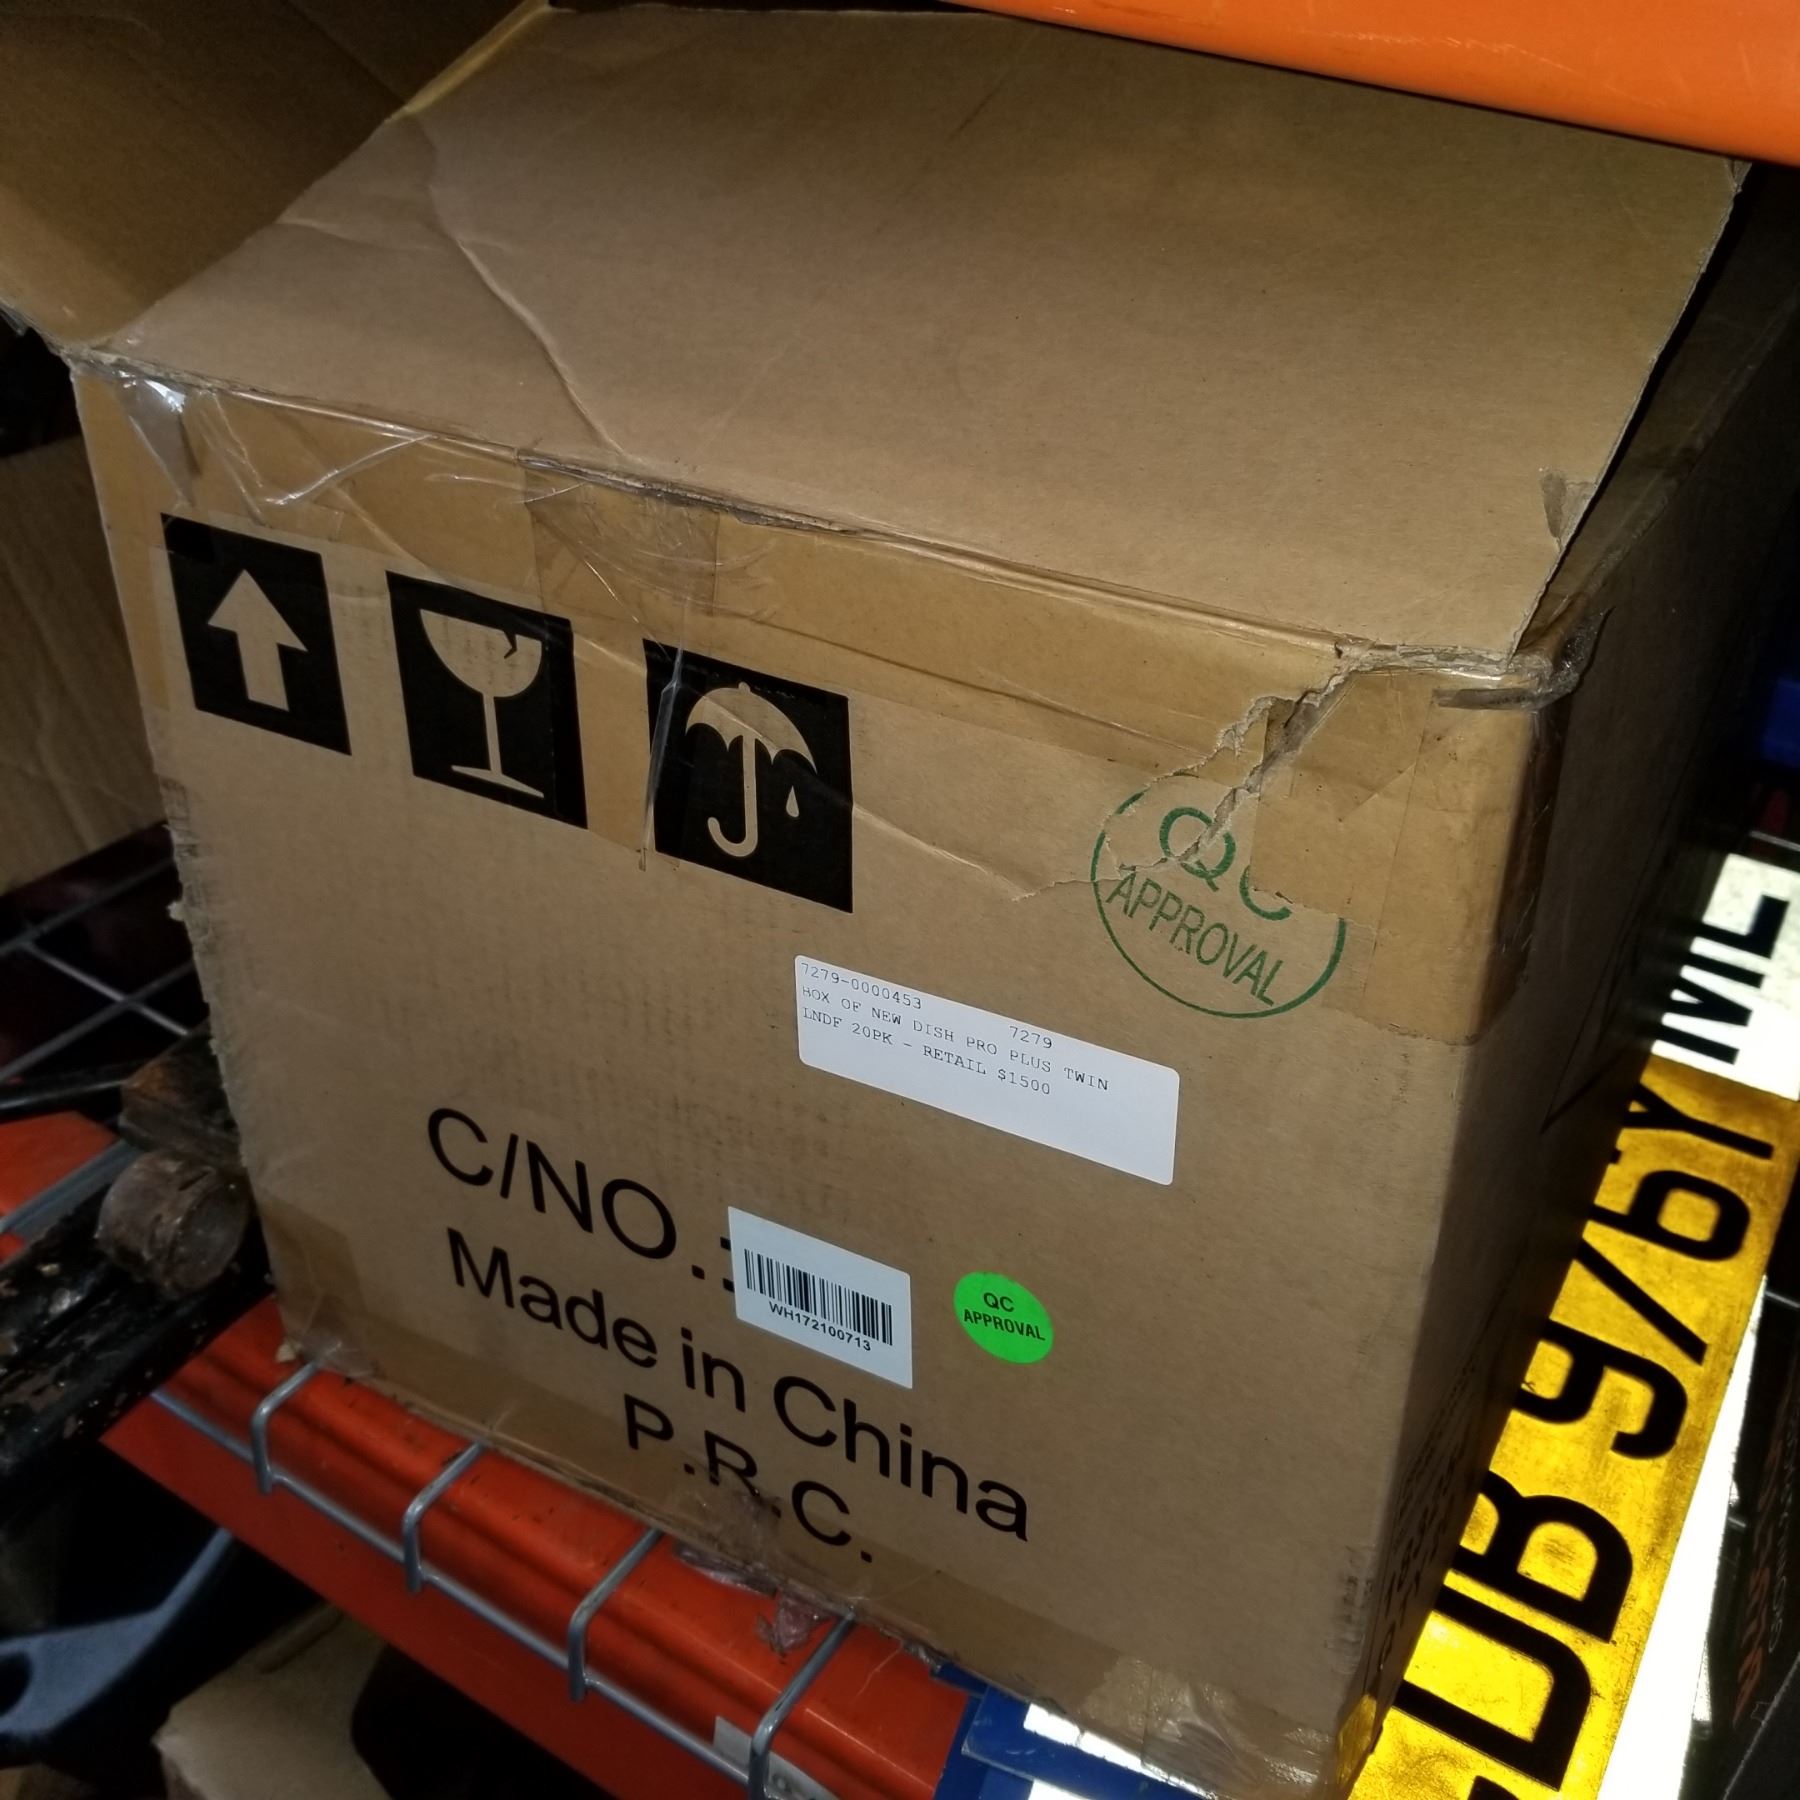 QC
APPROVAL
7279-0000453 7279
BOX OF NEW DISH PRO PLUS TWIN
LNDF 20PK - RETAIL $1500
C/NO.:
WH172100713
QC
APPROVAL
Made in China
P.R.C.